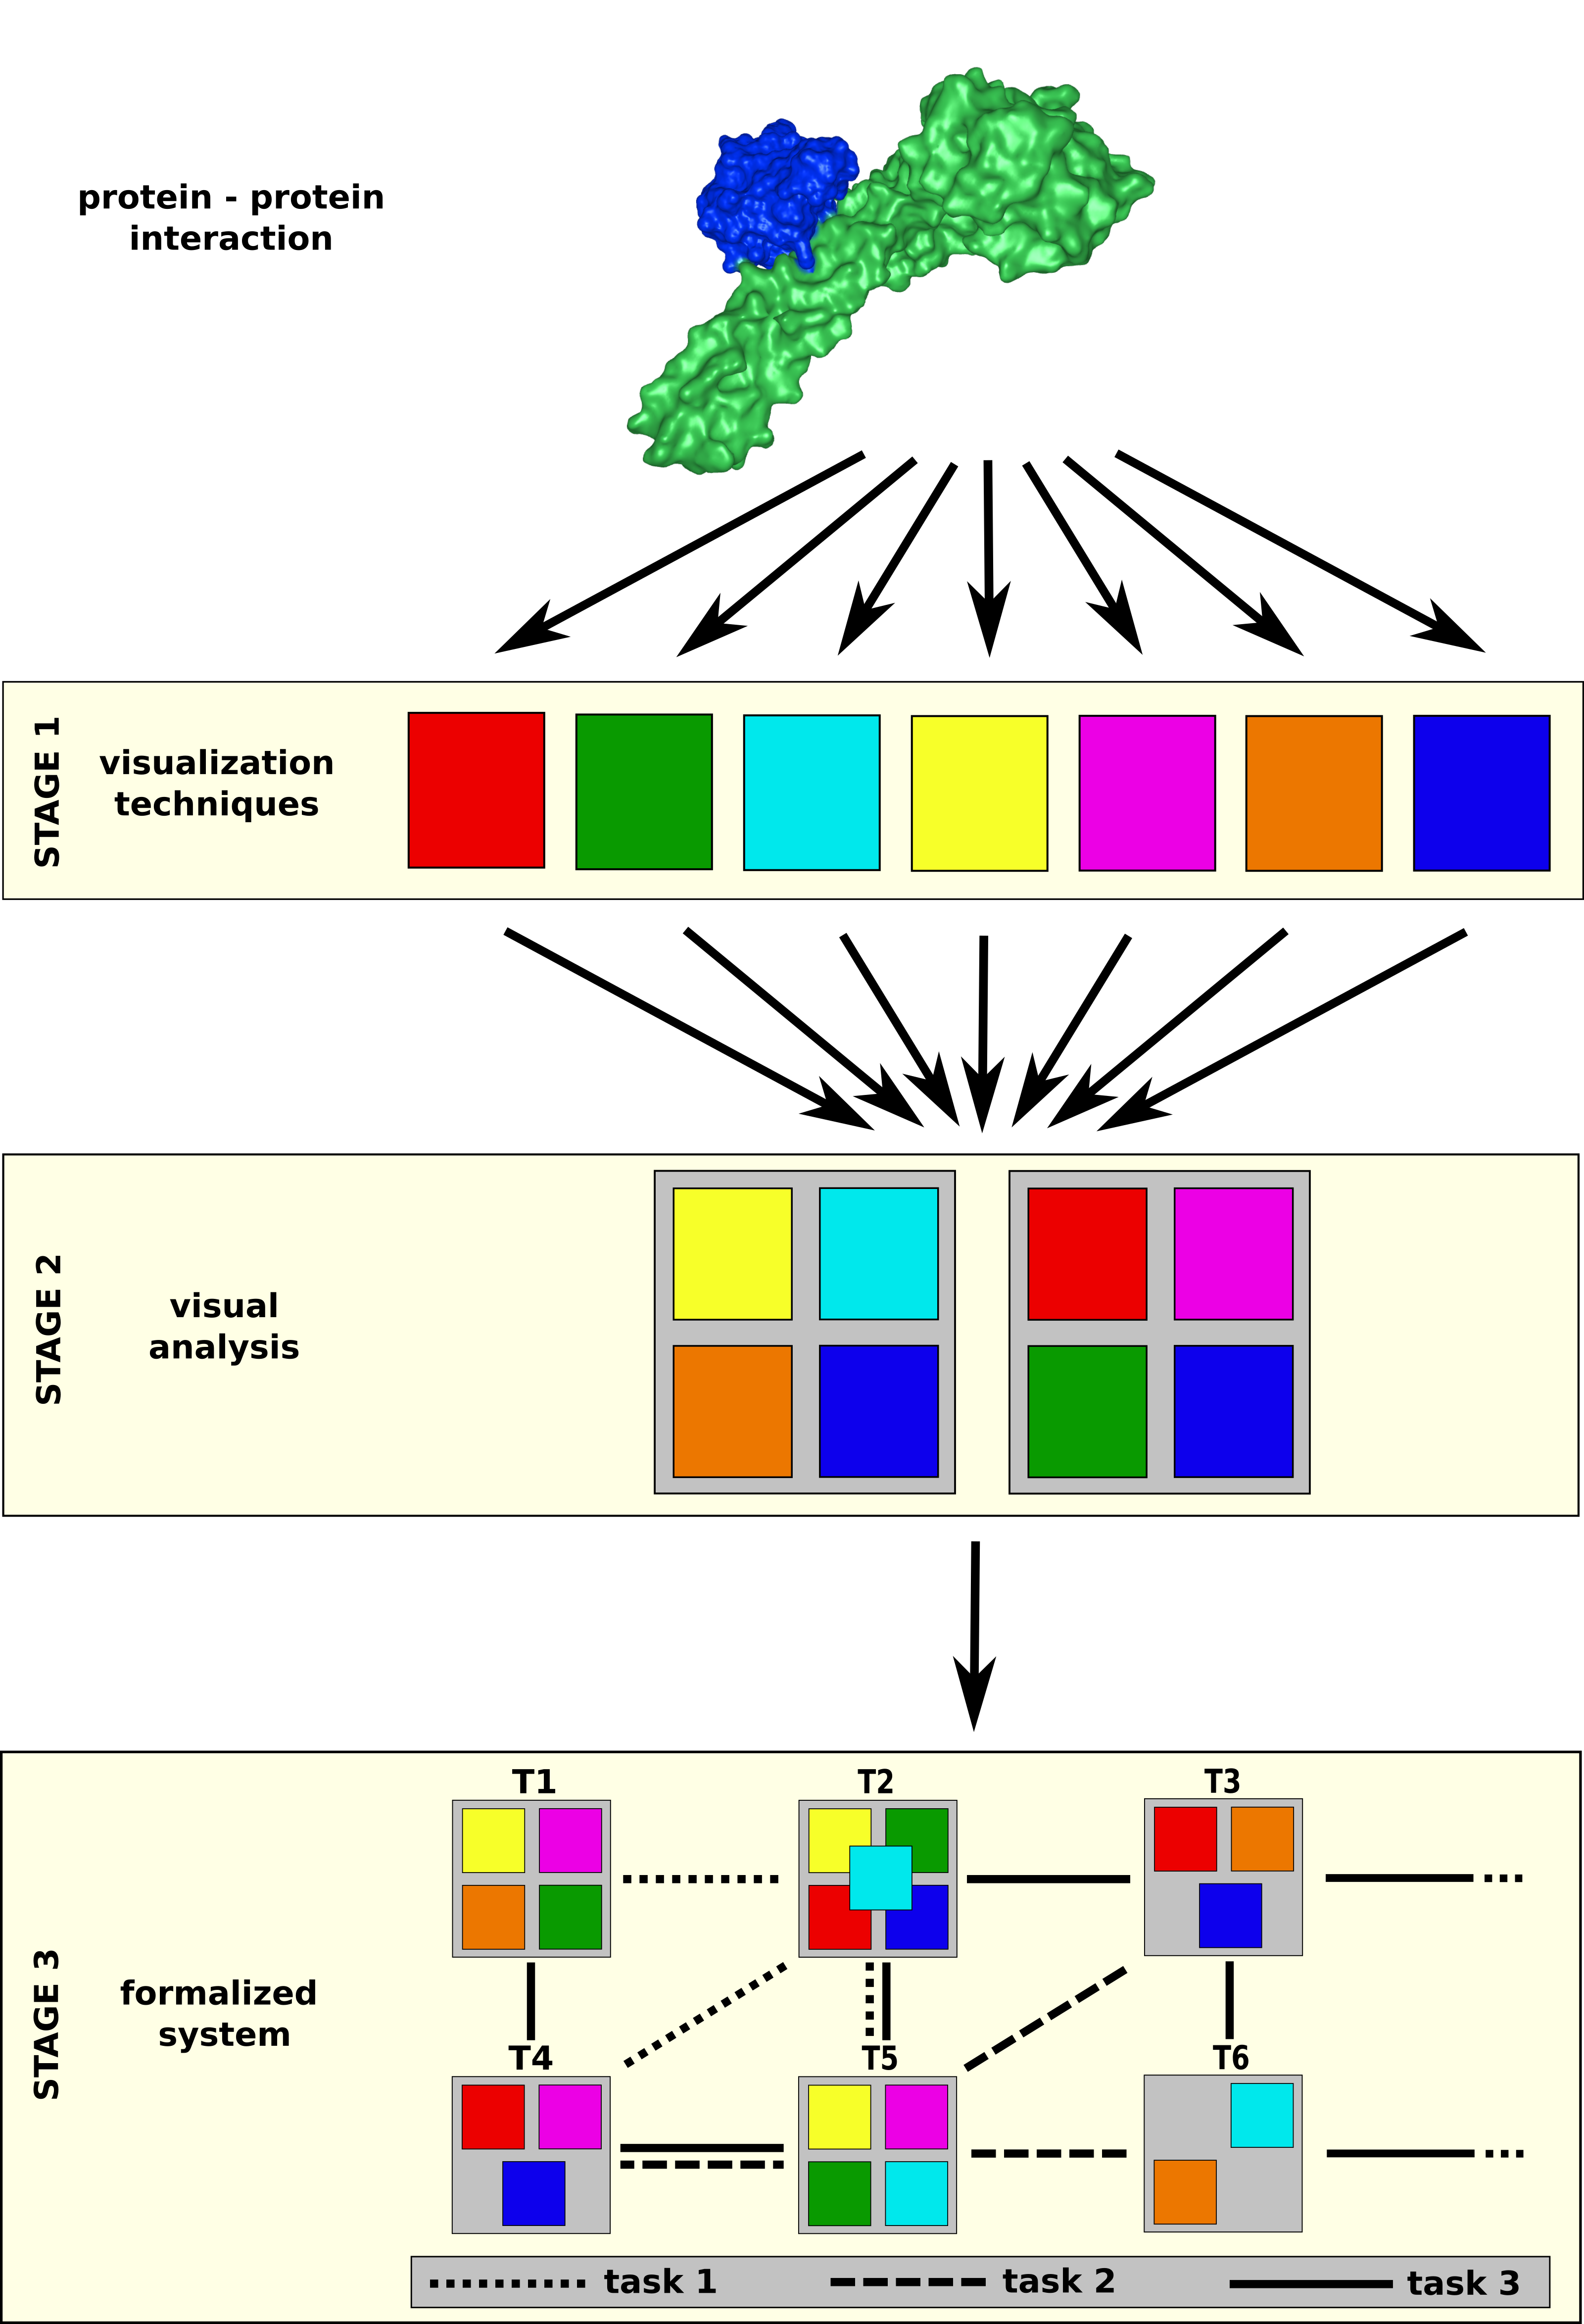 protein - protein
interaction
STAGE 1
visualization
techniques
STAGE 2
visual
analysis
STAGE 3
formalized
system
T1
T2
T3
T4
T5
T6
task 1
task 2
task 3